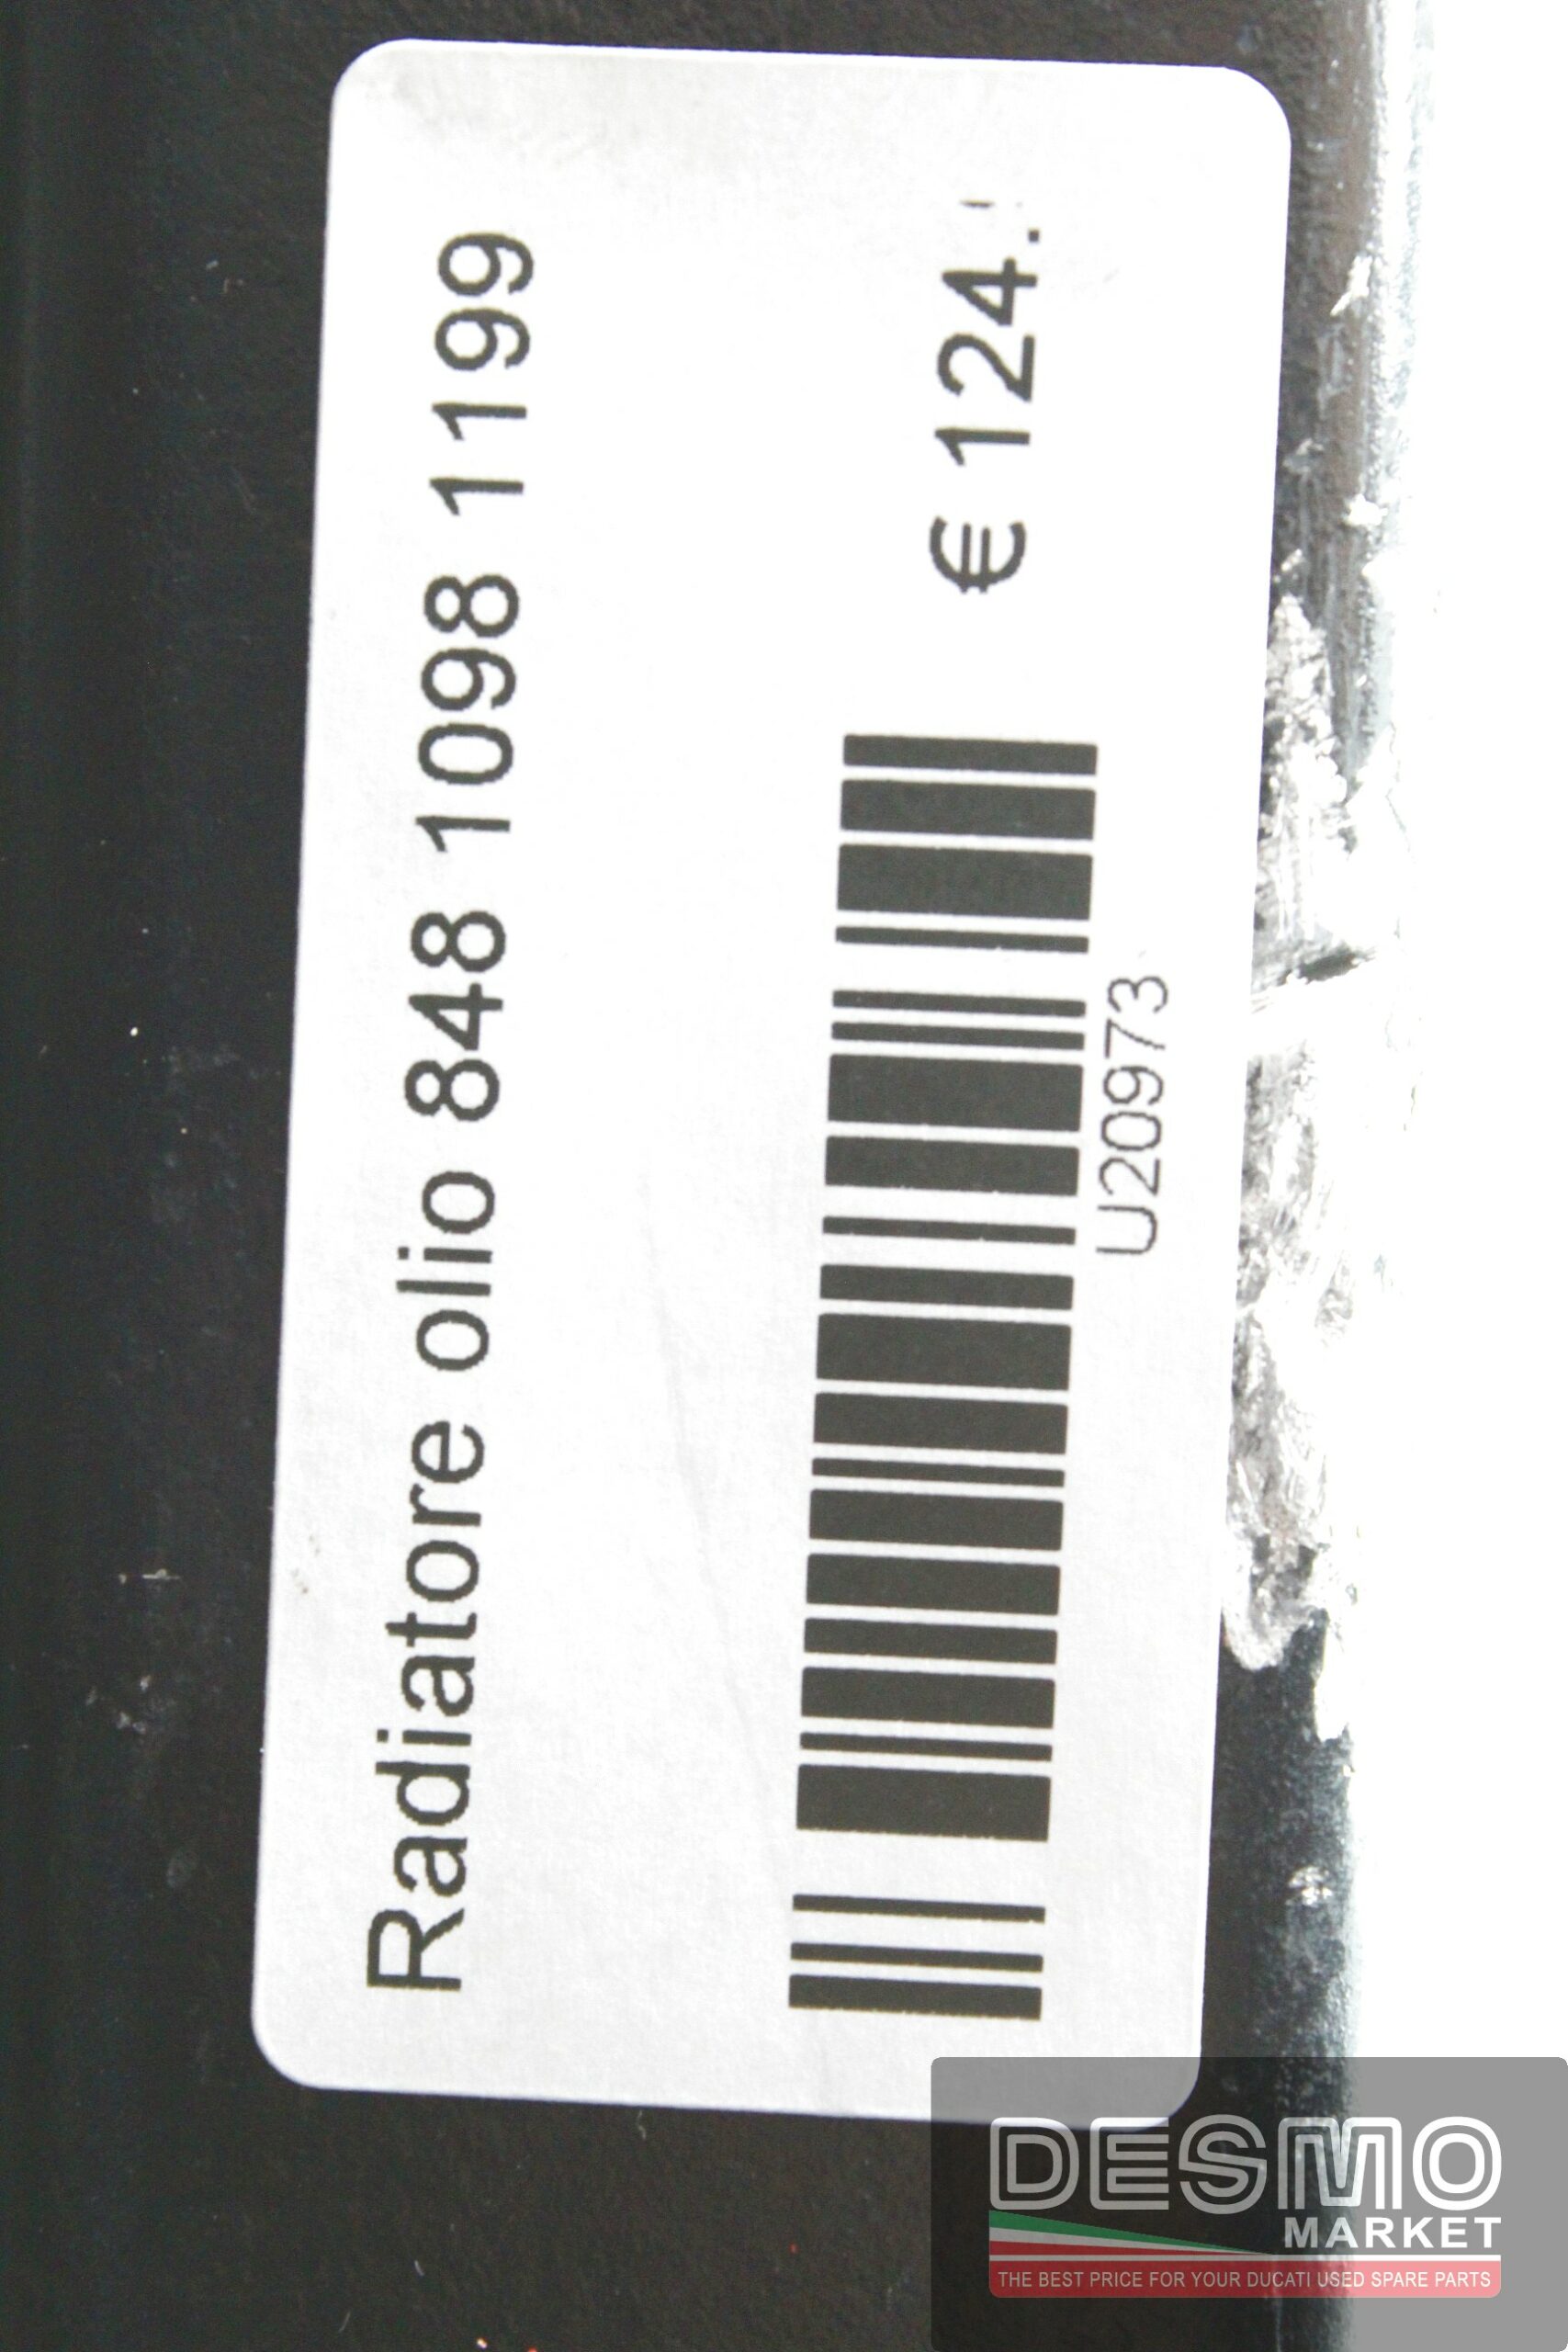 Radiatore olio 848 1098 1199
€ 124.
U20973
DESMO
MARKET
THE BEST PRICE FOR YOUR DUCATI USED SPARE PARTS